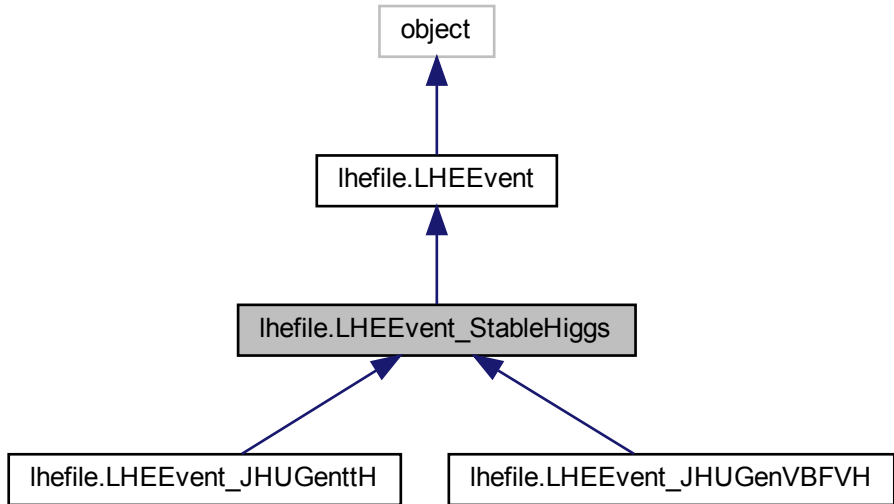 object
lhefile.LHEEvent
lhefile.LHEEvent_StableHiggs
lhefile.LHEEvent_JHUGenttH
lhefile.LHEEvent_JHUGenVBFVH